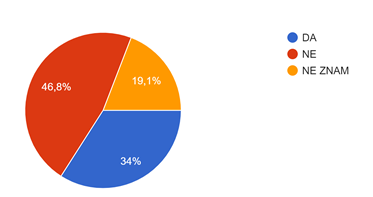 DA
NE
NE ZNAM
46,8%
19,1%
34%